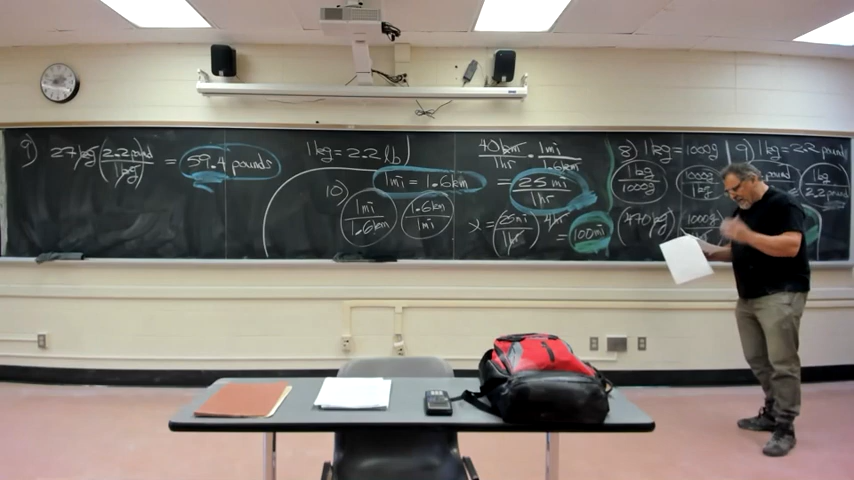 9) 27 kg (2.2 pound / 1 kg) = 59.4 pounds
1 kg = 2.2 lb
10) 1 mi = 1.6 km
(1 mi / 1.6 km) (1.6 km / 1 mi)
40 km / 1 hr · 1 mi / 1.6 km
= 25 mi / 1 hr
x = (25 mi / 1 hr) 4 hr = 100 mi
8) 1 kg = 1000 g
(1 kg / 1000 g) (1000 g / 1 kg)
(470 kg) (1000 g
9) 1 kg = 2.2 pounds
pound (1 kg / 2.2 pounds)